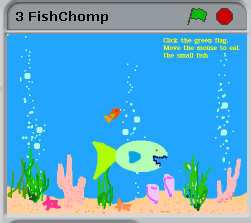 3 FishChomp
Click the green flag.
Move the mouse to eat
the small fish